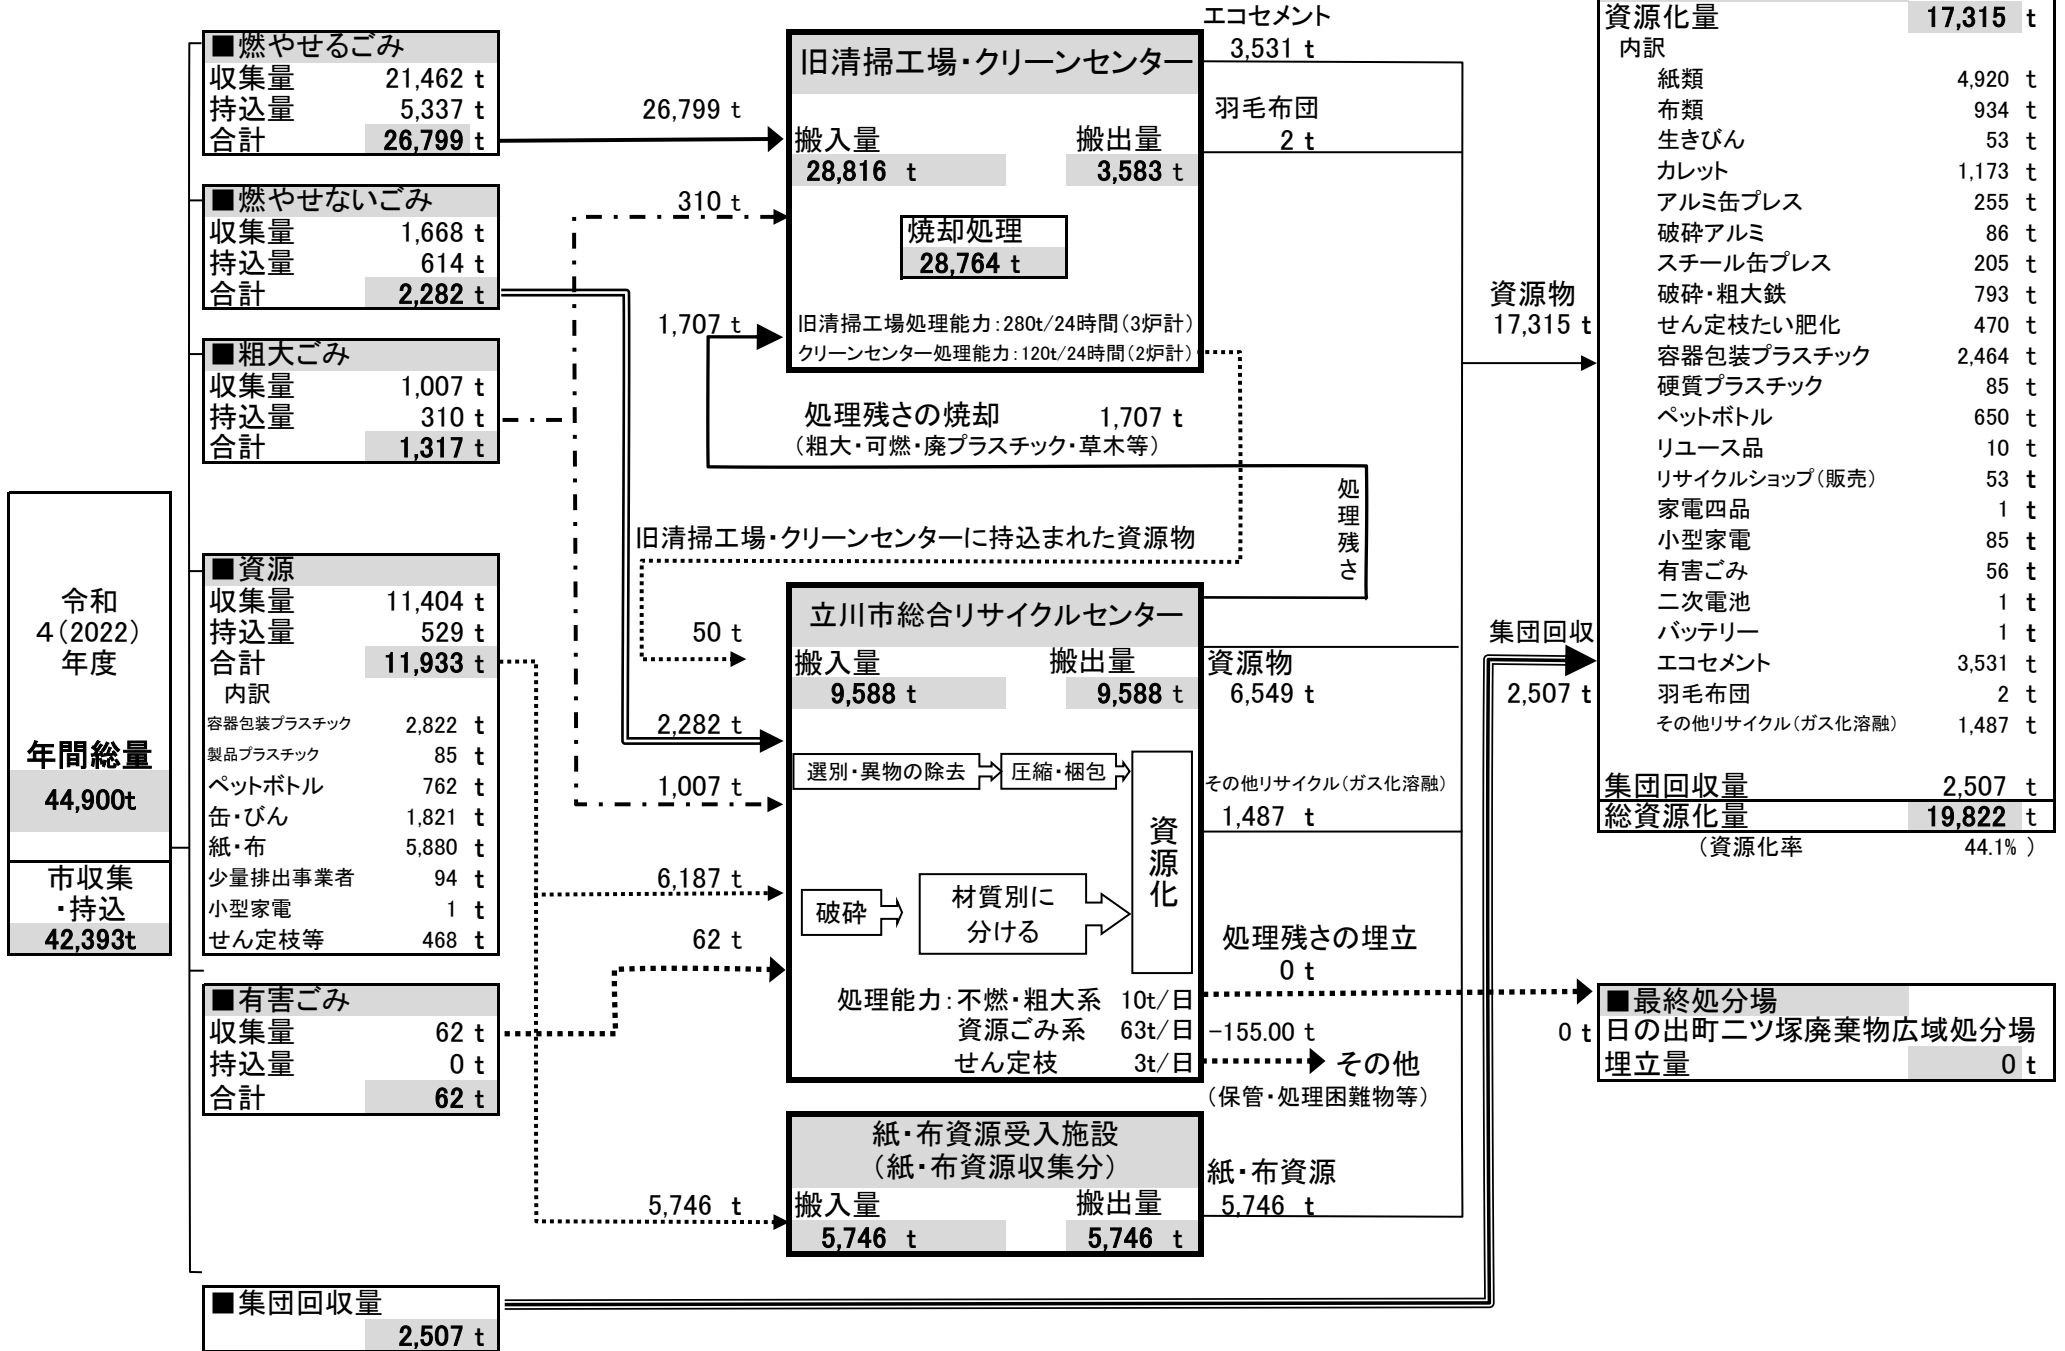 令和
４（2022）
年度
年間総量
44,900t
市収集
・持込
42,393t
■燃やせるごみ
収集量 21,462 t
持込量 5,337 t
合計 26,799 t
■燃やせないごみ
収集量 1,668 t
持込量 614 t
合計 2,282 t
■粗大ごみ
収集量 1,007 t
持込量 310 t
合計 1,317 t
■資源
収集量 11,404 t
持込量 529 t
合計 11,933 t
内訳
容器包装プラスチック 2,822 t
製品プラスチック 85 t
ペットボトル 762 t
缶・びん 1,821 t
紙・布 5,880 t
少量排出事業者 94 t
小型家電 1 t
せん定枝等 468 t
■有害ごみ
収集量 62 t
持込量 0 t
合計 62 t
■集団回収量
2,507 t
26,799 t
310 t
1,707 t
旧清掃工場・クリーンセンター
搬入量 搬出量
28,816 t 3,583 t
焼却処理
28,764 t
旧清掃工場処理能力：280t/24時間（3炉計）
クリーンセンター処理能力：120t/24時間（2炉計）
処理残さの焼却 1,707 t
（粗大・可燃・廃プラスチック・草木等）
処理残さ
旧清掃工場・クリーンセンターに持込まれた資源物
50 t
2,282 t
1,007 t
6,187 t
62 t
5,746 t
立川市総合リサイクルセンター
搬入量 搬出量
9,588 t 9,588 t
選別・異物の除去 圧縮・梱包
資源化
破砕 材質別に
分ける
処理能力：不燃・粗大系 10t/日
資源ごみ系 63t/日
せん定枝 3t/日
紙・布資源受入施設
（紙・布資源収集分）
搬入量 搬出量
5,746 t 5,746 t
エコセメント
3,531 t
羽毛布団
2 t
資源物
6,549 t
その他リサイクル（ガス化溶融）
1,487 t
処理残さの埋立
0 t
-155.00 t
その他
（保管・処理困難物等）
紙・布資源
5,746 t
資源物
17,315 t
集団回収
2,507 t
0 t
資源化量 17,315 t
内訳
紙類 4,920 t
布類 934 t
生きびん 53 t
カレット 1,173 t
アルミ缶プレス 255 t
破砕アルミ 86 t
スチール缶プレス 205 t
破砕・粗大鉄 793 t
せん定枝たい肥化 470 t
容器包装プラスチック 2,464 t
硬質プラスチック 85 t
ペットボトル 650 t
リユース品 10 t
リサイクルショップ（販売） 53 t
家電四品 1 t
小型家電 85 t
有害ごみ 56 t
二次電池 1 t
バッテリー 1 t
エコセメント 3,531 t
羽毛布団 2 t
その他リサイクル（ガス化溶融） 1,487 t
集団回収量 2,507 t
総資源化量 19,822 t
（資源化率 44.1% ）
■最終処分場
日の出町二ツ塚廃棄物広域処分場
埋立量 0 t